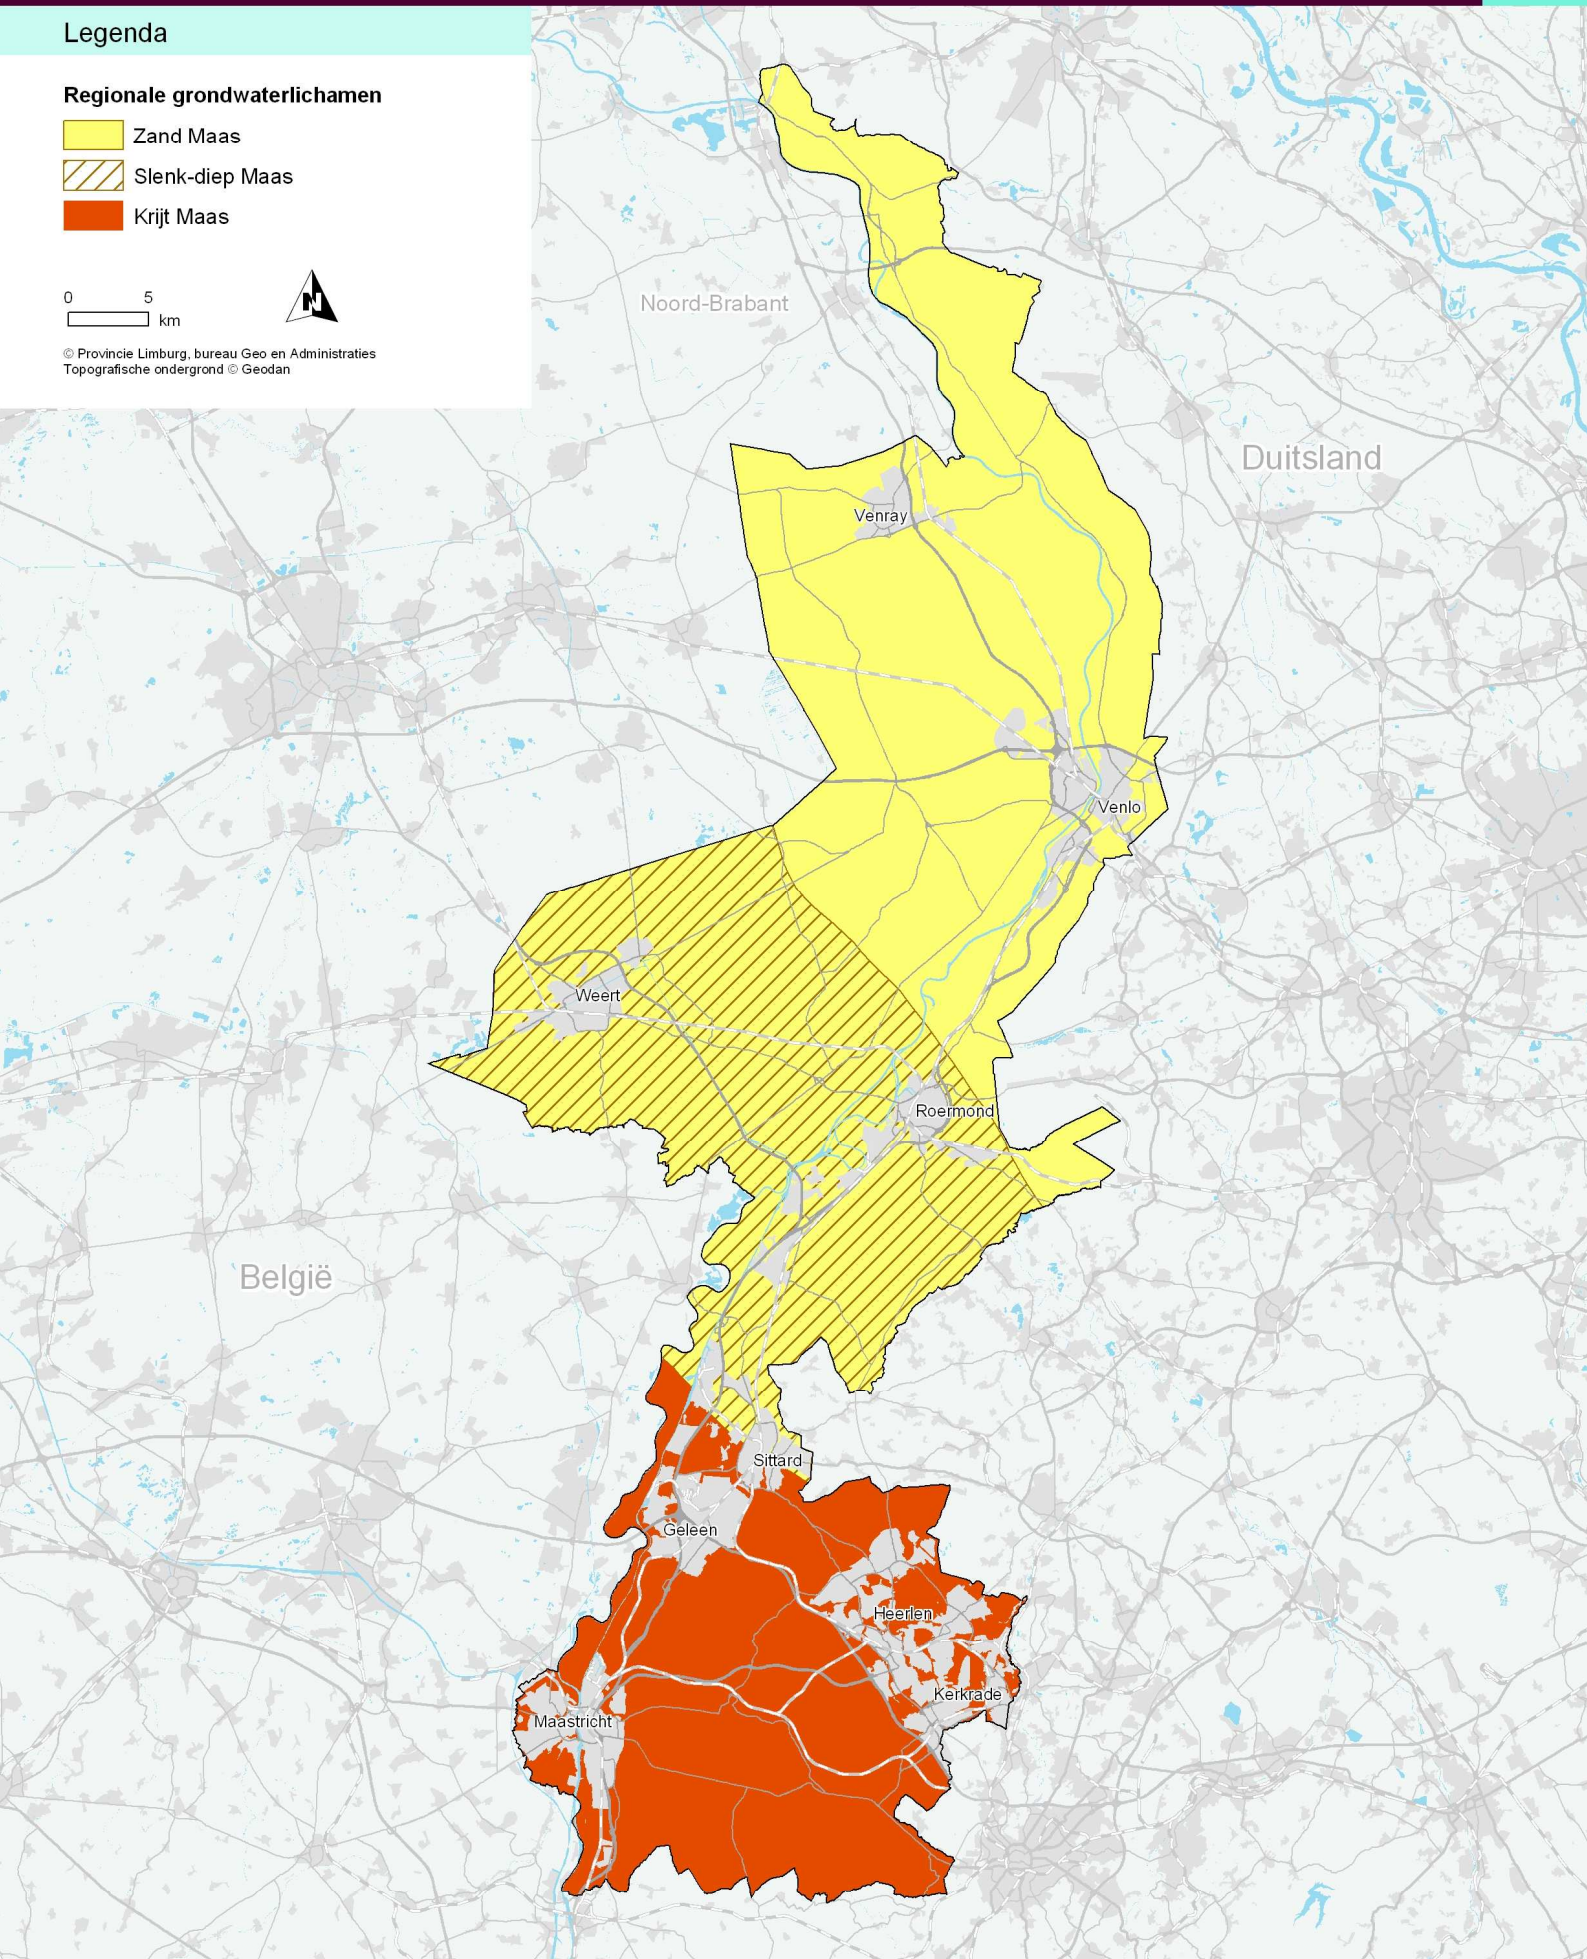 Legenda
Regionale grondwaterlichamen
Zand Maas
Slenk-diep Maas
Krijt Maas
0 5
km
N
© Provincie Limburg, bureau Geo en Administraties
Topografische ondergrond © Geodan
Noord-Brabant
Duitsland
Venray
Venlo
Weert
Roermond
België
Sittard
Geleen
Heerlen
Kerkrade
Maastricht